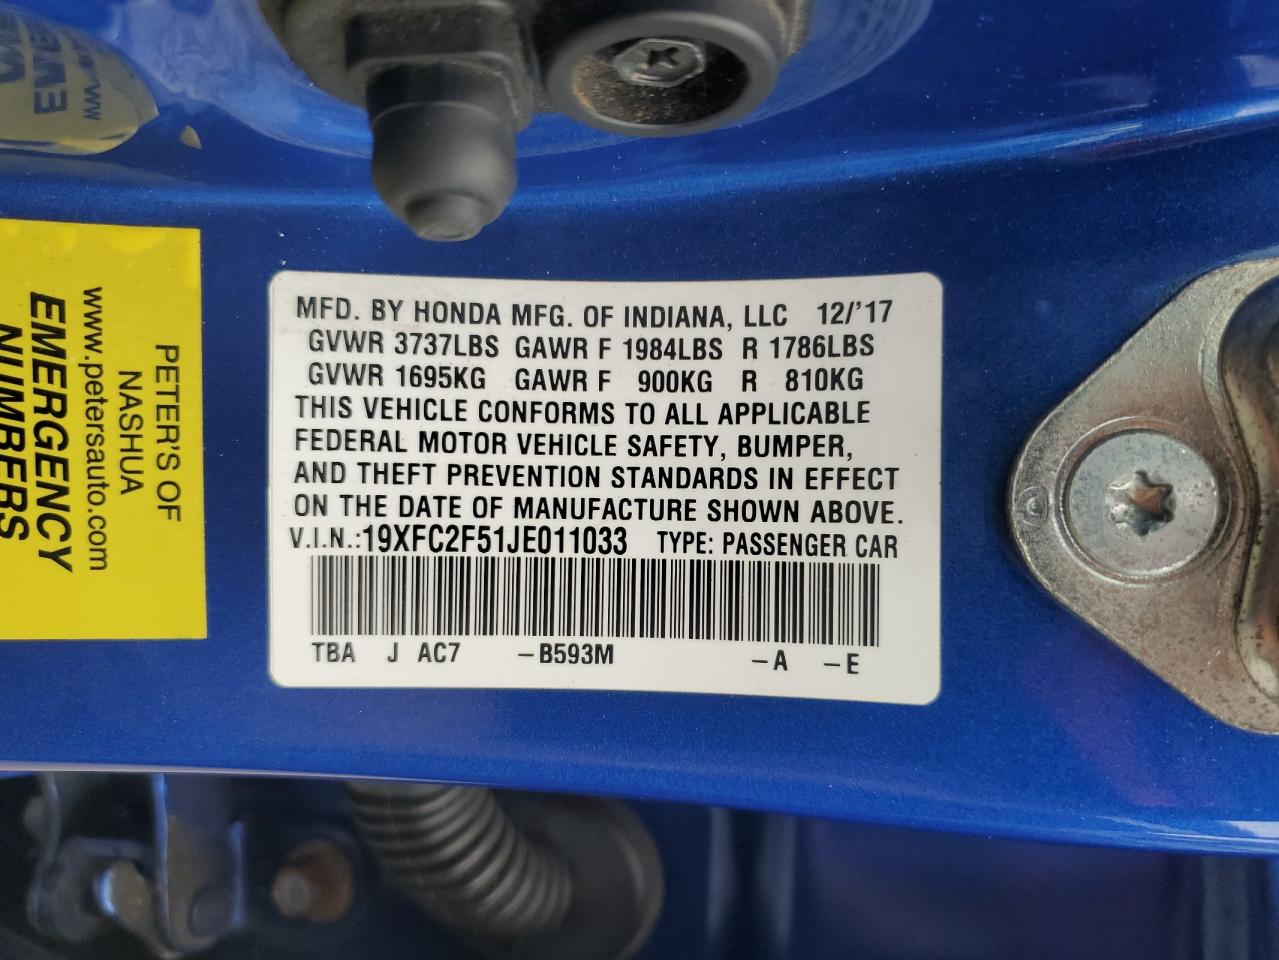 MFD. BY HONDA MFG. OF INDIANA, LLC 12/'17
GVWR 3737LBS GAWR F 1984LBS R 1786LBS
GVWR 1695KG GAWR F 900KG R 810KG
THIS VEHICLE CONFORMS TO ALL APPLICABLE
FEDERAL MOTOR VEHICLE SAFETY, BUMPER,
AND THEFT PREVENTION STANDARDS IN EFFECT
ON THE DATE OF MANUFACTURE SHOWN ABOVE.
V.I.N.:19XFC2F51JE011033 TYPE: PASSENGER CAR
TBA J AC7 -B593M -A -E
PETER'S OF
NASHUA
www.petersauto.com
EMERGENCY
NUMBERS